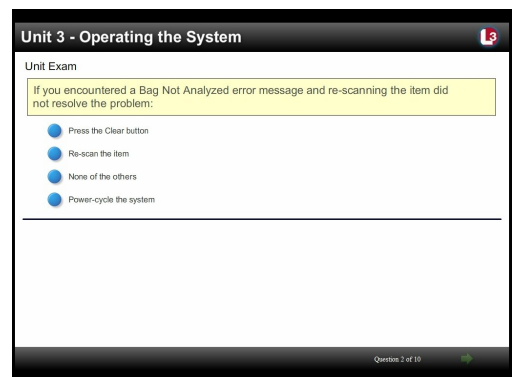 Unit 3 - Operating the System
L3
Unit Exam
If you encountered a Bag Not Analyzed error message and re-scanning the item did
not resolve the problem:
Press the Clear button
Re-scan the item
None of the others
Power-cycle the system
Question 2 of 10